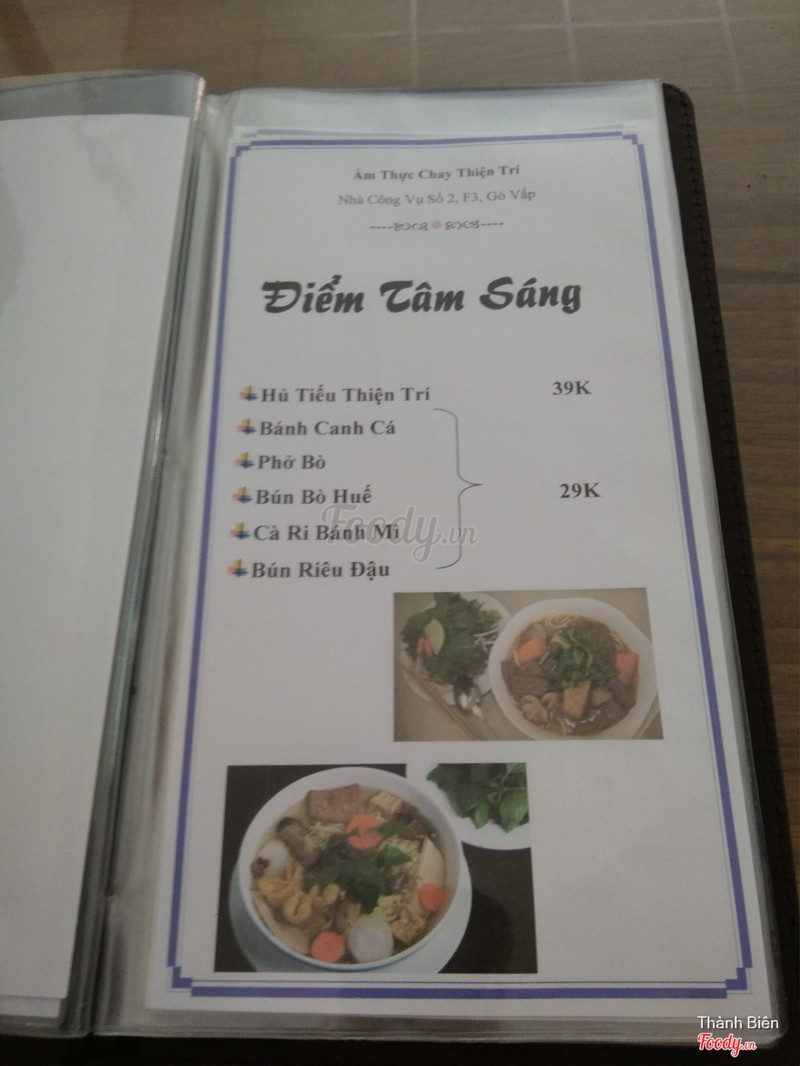 Ẩm Thực Chay Thiện Trí
Nhà Công Vụ Số 2, F3, Gò Vấp
Điểm Tâm Sáng
Hủ Tiếu Thiện Trí 39K
Bánh Canh Cá
Phở Bò
Bún Bò Huế 29K
Cà Ri Bánh Mì
Bún Riêu Đậu
Foody.vn
Thành Biên
Foody.vn